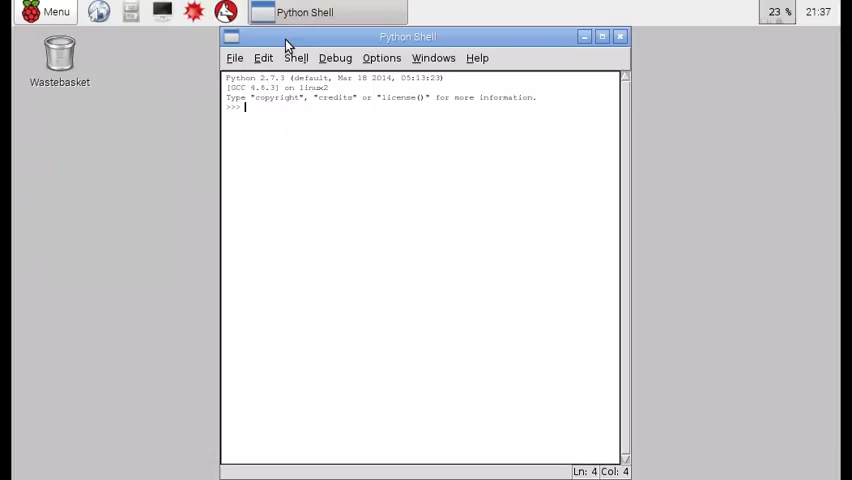 Menu
Python Shell
23 %
21:37
Wastebasket
Python Shell
File Edit Shell Debug Options Windows Help
Python 2.7.3 (default, Mar 18 2014, 05:13:23)
[GCC 4.6.3] on linux2
Type "copyright", "credits" or "license()" for more information.
>>>
Ln: 4 Col: 4